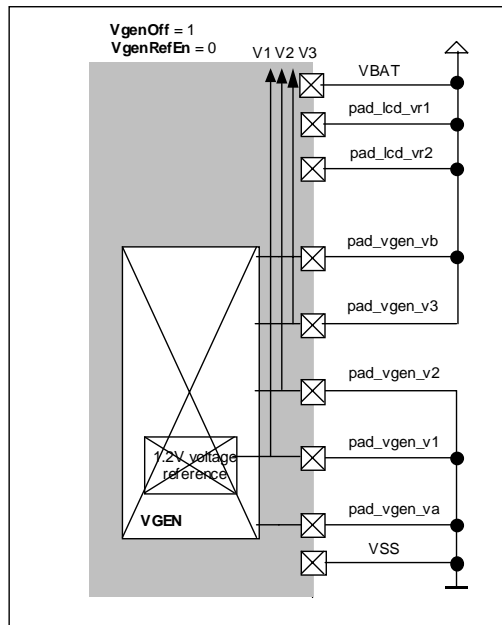 VgenOff = 1
VgenRefEn = 0
V1 V2 V3
VBAT
pad_lcd_vr1
pad_lcd_vr2
pad_vgen_vb
pad_vgen_v3
pad_vgen_v2
pad_vgen_v1
1.2V voltage
reference
pad_vgen_va
VGEN
VSS